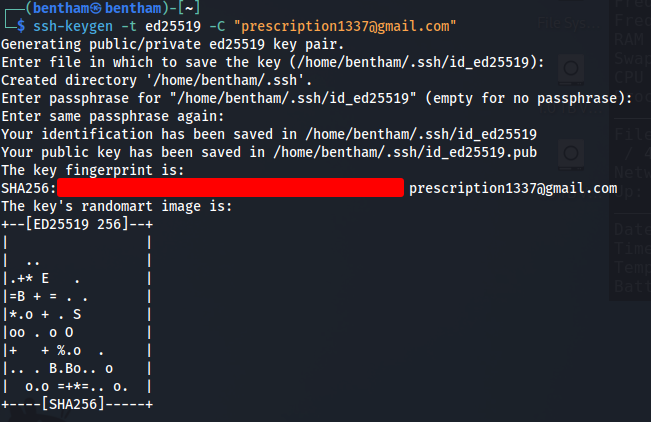 ┌──(bentham㉿bentham)-[~]
└─$ ssh-keygen -t ed25519 -C "prescription1337@gmail.com"
Generating public/private ed25519 key pair.
Enter file in which to save the key (/home/bentham/.ssh/id_ed25519):
Created directory '/home/bentham/.ssh'.
Enter passphrase for "/home/bentham/.ssh/id_ed25519" (empty for no passphrase):
Enter same passphrase again:
Your identification has been saved in /home/bentham/.ssh/id_ed25519
Your public key has been saved in /home/bentham/.ssh/id_ed25519.pub
The key fingerprint is:
SHA256: prescription1337@gmail.com
The key's randomart image is:
+--[ED25519 256]--+
|                 |
|  ..             |
|.+* E   .        |
|=B + = . .       |
|*.o + . S        |
|oo . o O         |
|+   + %.o  .     |
|.. . B.Bo.. o    |
|  o.o =+*=.. o.  |
+----[SHA256]-----+